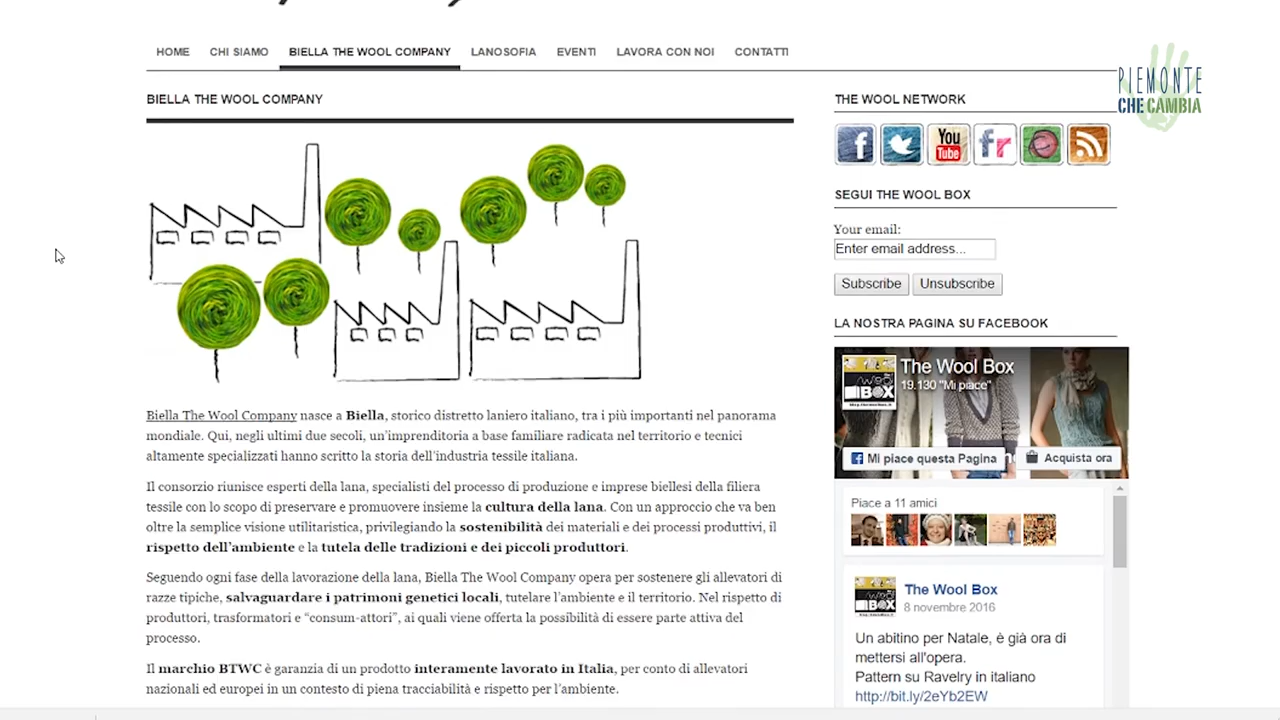 HOME CHI SIAMO BIELLA THE WOOL COMPANY LANOSOFIA EVENTI LAVORA CON NOI CONTATTI
PIEMONTE
CHE CAMBIA
BIELLA THE WOOL COMPANY
Biella The Wool Company nasce a Biella, storico distretto laniero italiano, tra i più importanti nel panorama
mondiale. Qui, negli ultimi due secoli, un'imprenditoria a base familiare radicata nel territorio e tecnici
altamente specializzati hanno scritto la storia dell'industria tessile italiana.
Il consorzio riunisce esperti della lana, specialisti del processo di produzione e imprese biellesi della filiera
tessile con lo scopo di preservare e promuovere insieme la cultura della lana. Con un approccio che va ben
oltre la semplice visione utilitaristica, privilegiando la sostenibilità dei materiali e dei processi produttivi, il
rispetto dell'ambiente e la tutela delle tradizioni e dei piccoli produttori.
Seguendo ogni fase della lavorazione della lana, Biella The Wool Company opera per sostenere gli allevatori di
razze tipiche, salvaguardare i patrimoni genetici locali, tutelare l'ambiente e il territorio. Nel rispetto di
produttori, trasformatori e "consum-attori", ai quali viene offerta la possibilità di essere parte attiva del
processo.
Il marchio BTWC è garanzia di un prodotto interamente lavorato in Italia, per conto di allevatori
nazionali ed europei in un contesto di piena tracciabilità e rispetto per l'ambiente.
THE WOOL NETWORK
f You Tube fr
SEGUI THE WOOL BOX
Your email:
Enter email address...
Subscribe Unsubscribe
LA NOSTRA PAGINA SU FACEBOOK
The Wool Box
19.130 "Mi piace"
wool BOX
Mi piace questa Pagina
Acquista ora
Piace a 11 amici
The Wool Box
8 novembre 2016
BOX
Un abitino per Natale, è già ora di
mettersi all'opera.
Pattern su Ravelry in italiano
http://bit.ly/2eYb2EW